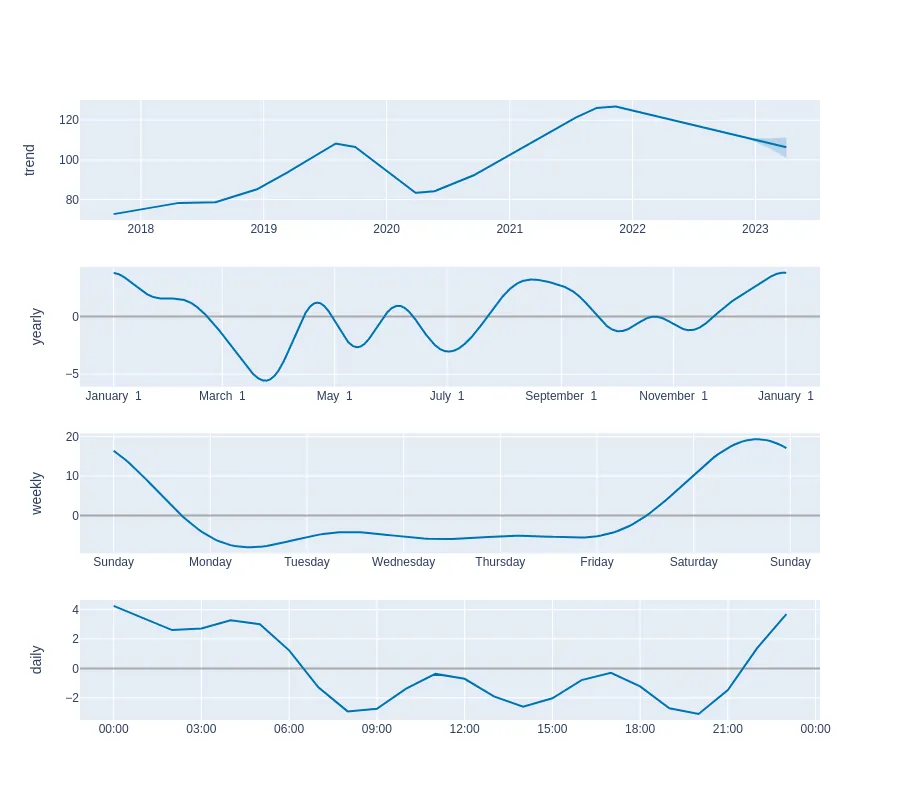 trend
120
100
80
2018 2019 2020 2021 2022 2023
yearly
0
−5
January 1 March 1 May 1 July 1 September 1 November 1 January 1
weekly
20
10
0
Sunday Monday Tuesday Wednesday Thursday Friday Saturday Sunday
daily
4
2
0
−2
00:00 03:00 06:00 09:00 12:00 15:00 18:00 21:00 00:00